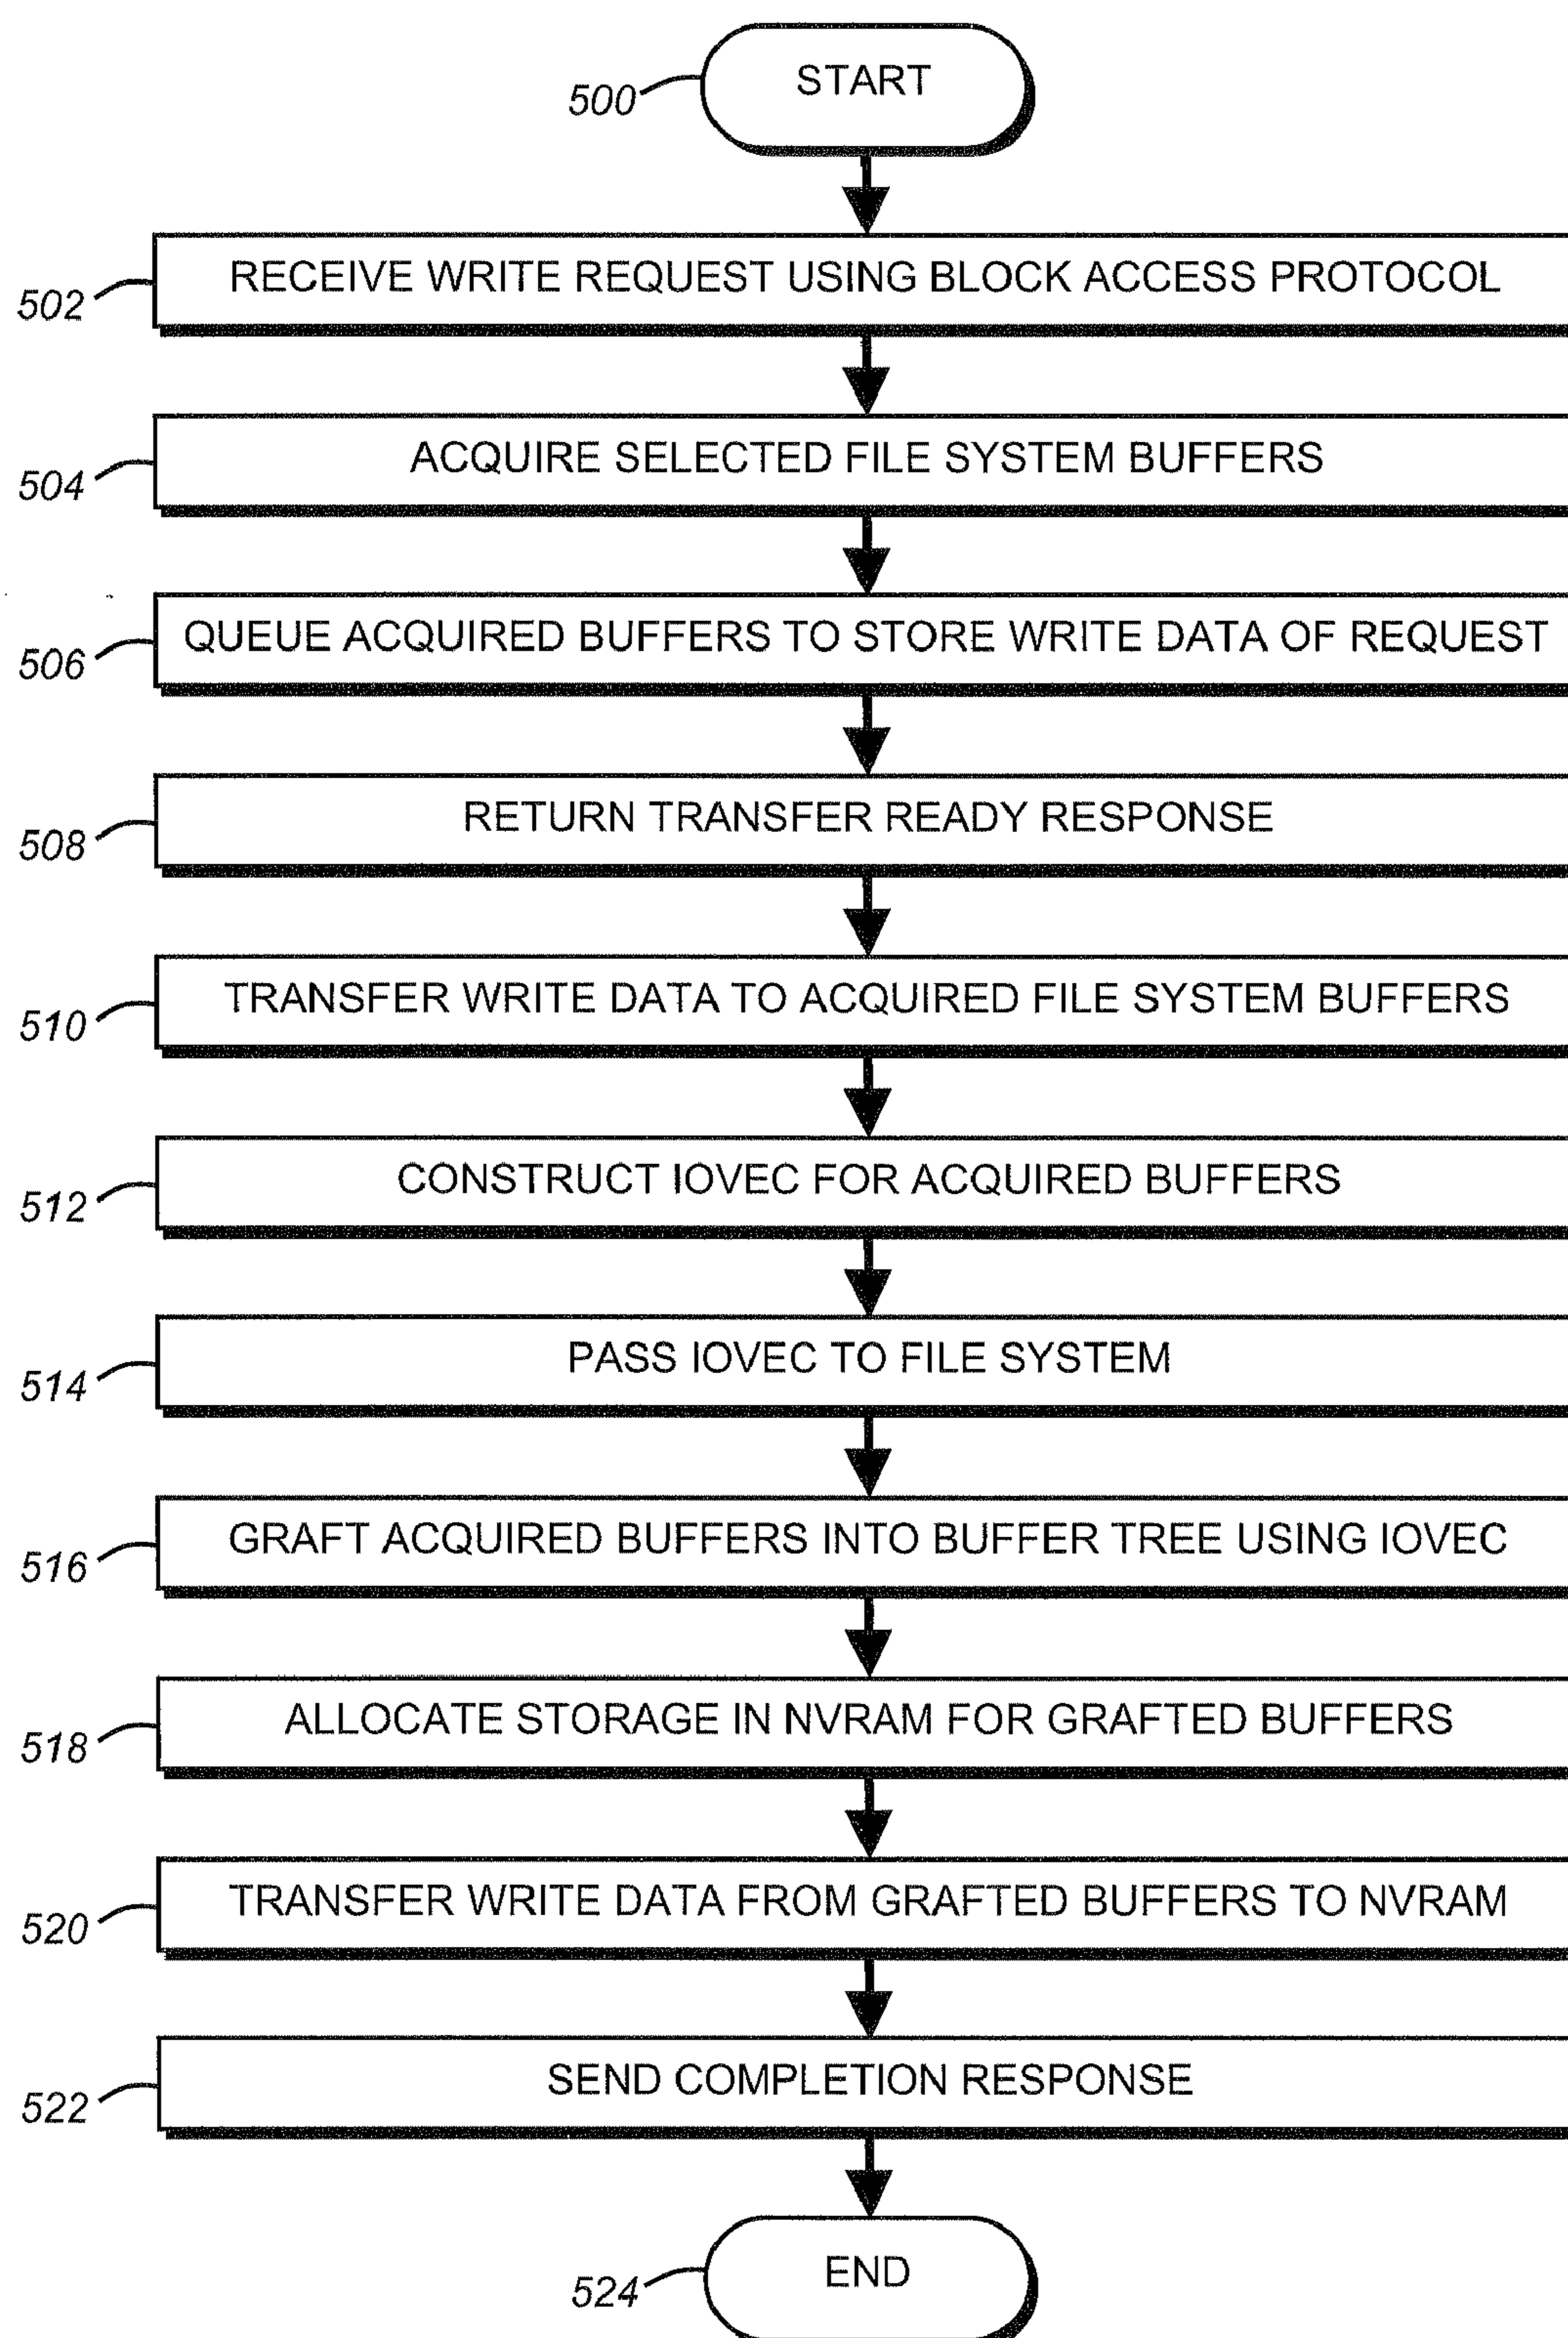 START
500
RECEIVE WRITE REQUEST USING BLOCK ACCESS PROTOCOL
502
ACQUIRE SELECTED FILE SYSTEM BUFFERS
504
QUEUE ACQUIRED BUFFERS TO STORE WRITE DATA OF REQUEST
506
RETURN TRANSFER READY RESPONSE
508
TRANSFER WRITE DATA TO ACQUIRED FILE SYSTEM BUFFERS
510
CONSTRUCT IOVEC FOR ACQUIRED BUFFERS
512
PASS IOVEC TO FILE SYSTEM
514
GRAFT ACQUIRED BUFFERS INTO BUFFER TREE USING IOVEC
516
ALLOCATE STORAGE IN NVRAM FOR GRAFTED BUFFERS
518
TRANSFER WRITE DATA FROM GRAFTED BUFFERS TO NVRAM
520
SEND COMPLETION RESPONSE
522
END
524